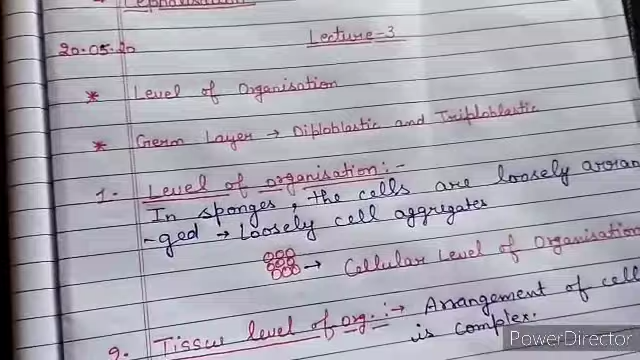 Cephalisation
20.05.20 Lecture-3
* Level of Organisation
* Germ Layer → Diploblastic and Triploblastic
1. Level of organisation:-
In sponges, the cells are loosely arran
-ged → Loosely cell aggregates
→ Cellular Level of Organisation
2. Tissue level of org.:→ Arrangement of cell
is complex.
PowerDirector